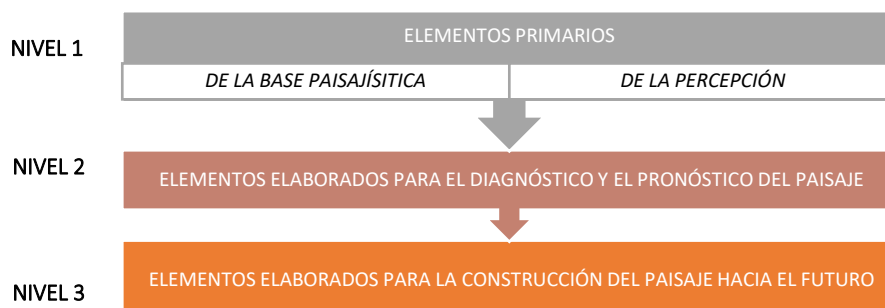 NIVEL 1
ELEMENTOS PRIMARIOS
DE LA BASE PAISAJÍSITICA
DE LA PERCEPCIÓN
NIVEL 2
ELEMENTOS ELABORADOS PARA EL DIAGNÓSTICO Y EL PRONÓSTICO DEL PAISAJE
NIVEL 3
ELEMENTOS ELABORADOS PARA LA CONSTRUCCIÓN DEL PAISAJE HACIA EL FUTURO